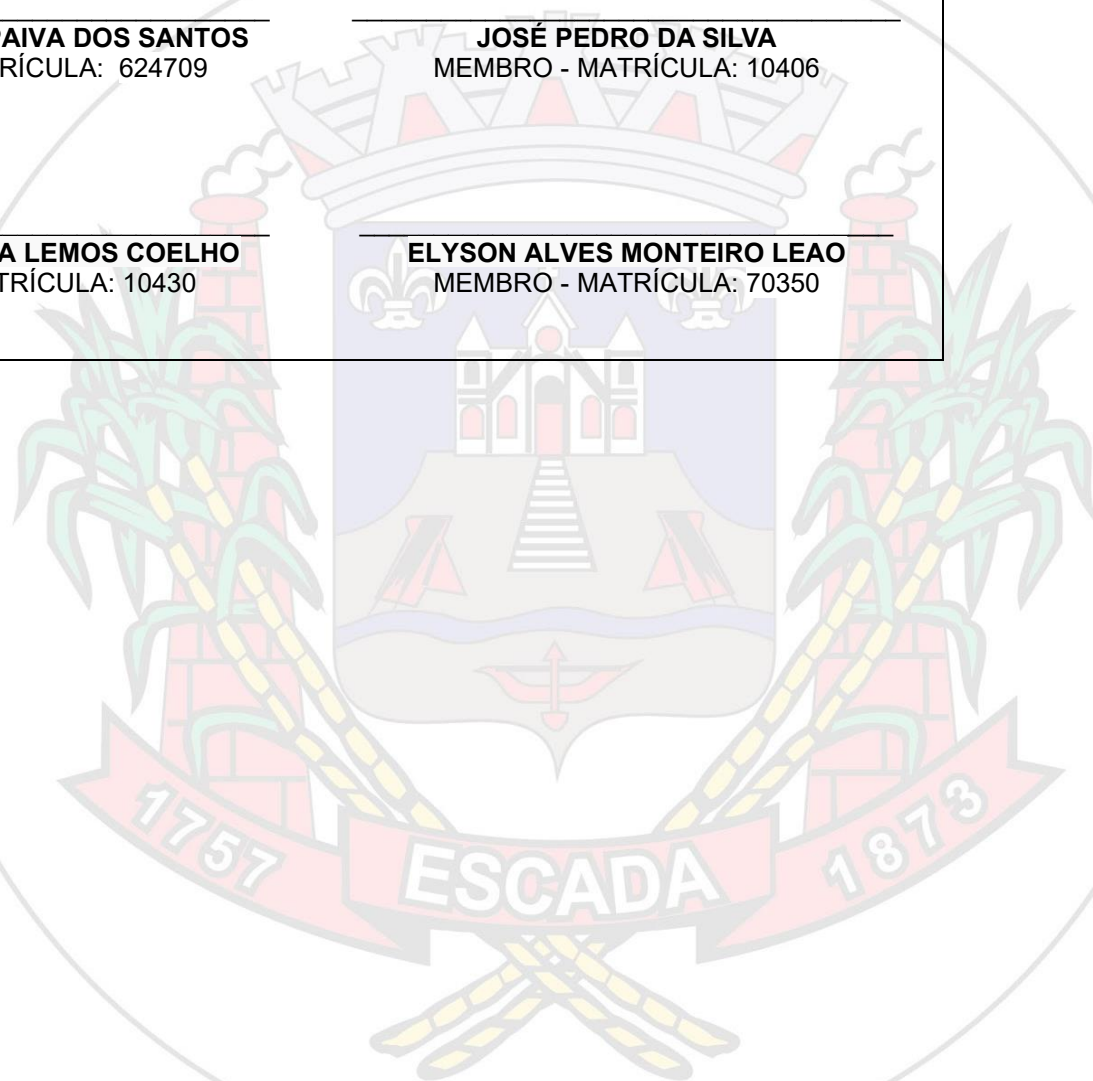 PAIVA DOS SANTOS
RÍCULA: 624709
JOSÉ PEDRO DA SILVA
MEMBRO - MATRÍCULA: 10406
A LEMOS COELHO
TRÍCULA: 10430
ELYSON ALVES MONTEIRO LEAO
MEMBRO - MATRÍCULA: 70350
1757
ESCADA
1873